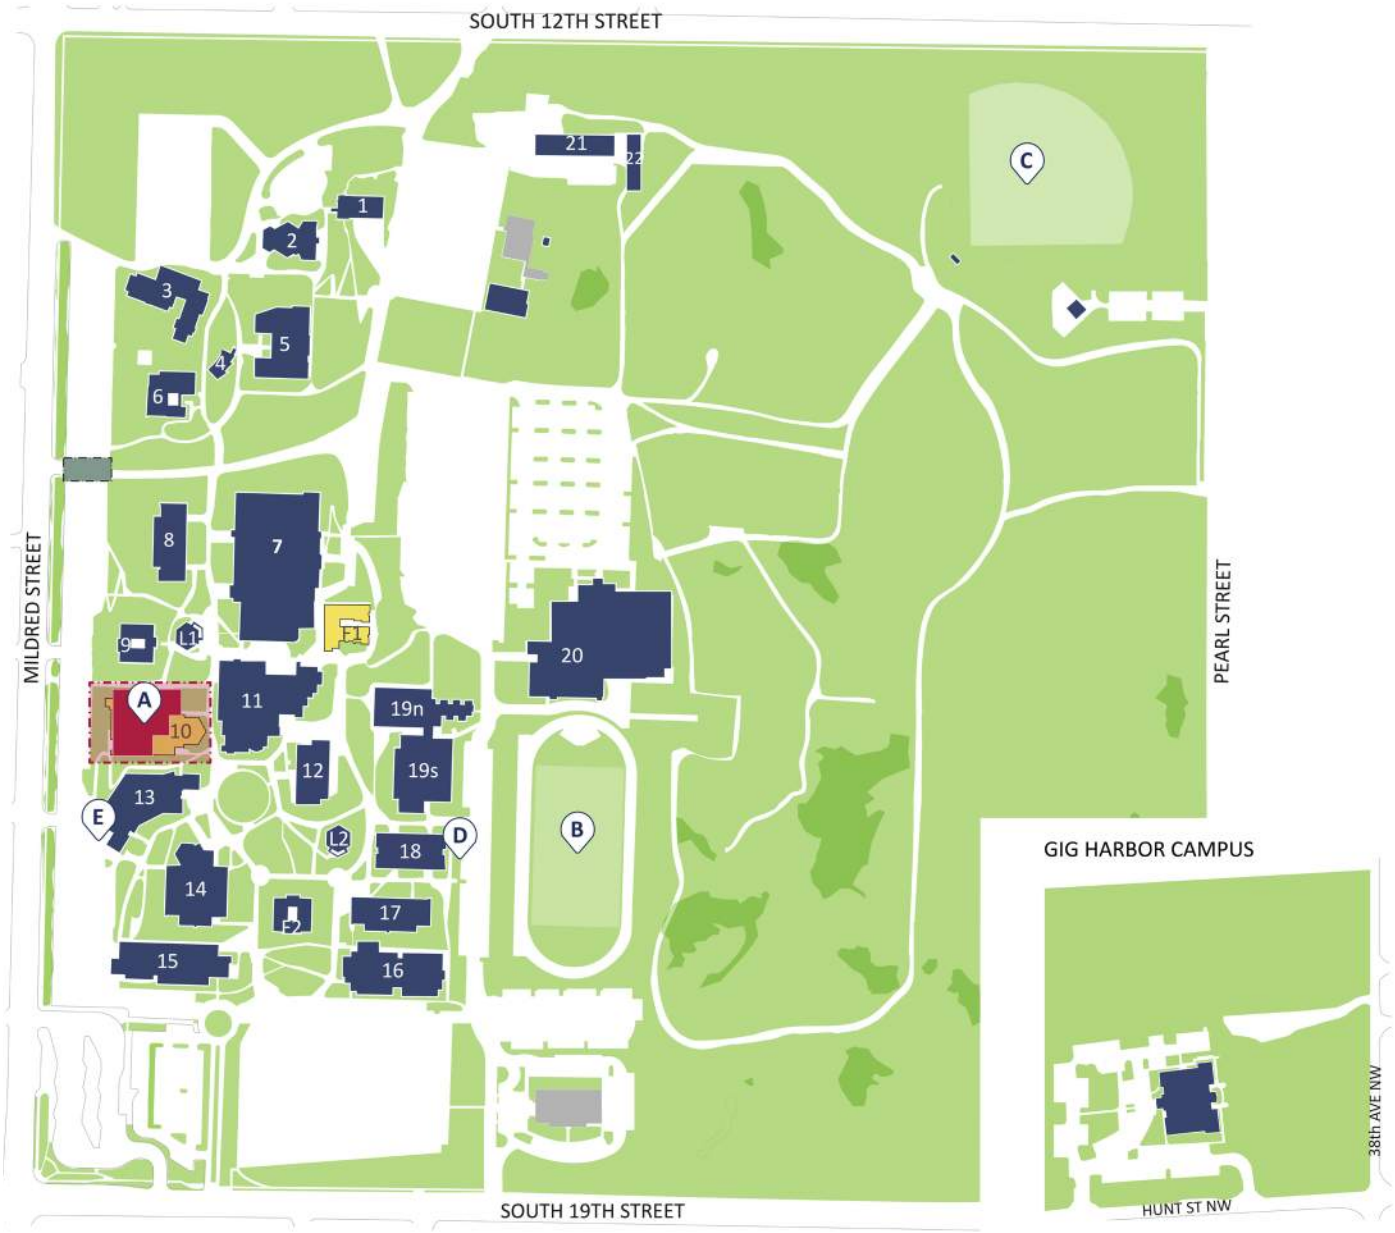 SOUTH 12TH STREET
21
22
C
1
2
3
5
4
6
MILDRED STREET
8
7
PEARL STREET
9
L1
F1
20
A
10
11
19n
12
19s
13
E
L2
D
B
18
14
17
F2
15
16
GIG HARBOR CAMPUS
38th AVE NW
HUNT ST NW
SOUTH 19TH STREET